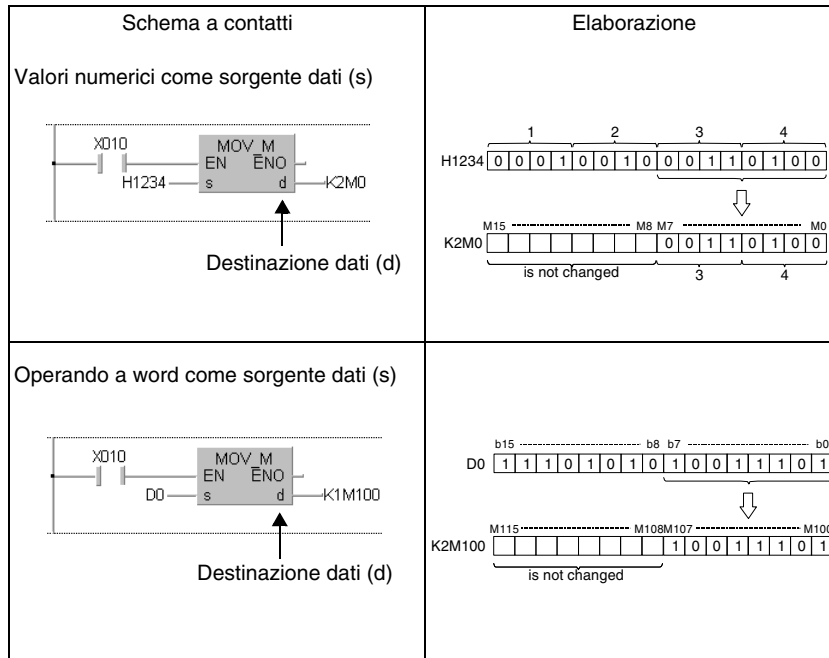 Schema a contatti
Elaborazione
Valori numerici come sorgente dati (s)
X010
MOV_M
EN ENO
H1234 s d K2M0
Destinazione dati (d)
1 2 3 4
H1234 0 0 0 1 0 0 1 0 0 0 1 1 0 1 0 0
M15 M8 M7 M0
K2M0 0 0 1 1 0 1 0 0
is not changed 3 4
Operando a word come sorgente dati (s)
X010
MOV_M
EN ENO
D0 s d K1M100
Destinazione dati (d)
b15 b8 b7 b0
D0 1 1 1 0 1 0 1 0 1 0 0 1 1 1 0 1
M115 M108 M107 M100
K2M100 1 0 0 1 1 1 0 1
is not changed